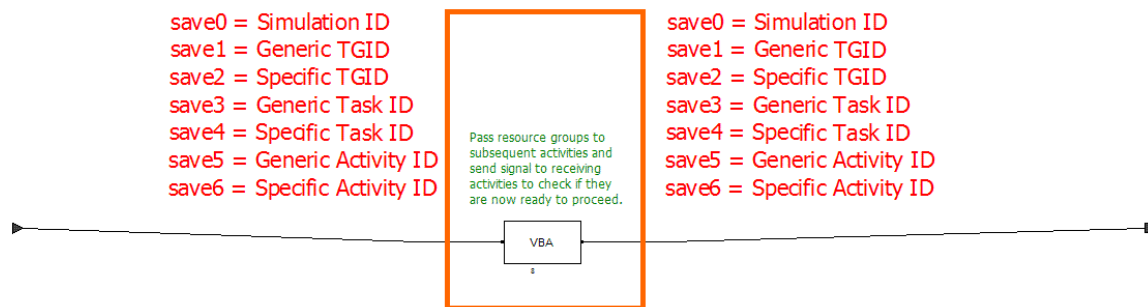 save0 = Simulation ID
save1 = Generic TGID
save2 = Specific TGID
save3 = Generic Task ID
save4 = Specific Task ID
save5 = Generic Activity ID
save6 = Specific Activity ID
Pass resource groups to
subsequent activities and
send signal to receiving
activities to check if they
are now ready to proceed.
VBA
save0 = Simulation ID
save1 = Generic TGID
save2 = Specific TGID
save3 = Generic Task ID
save4 = Specific Task ID
save5 = Generic Activity ID
save6 = Specific Activity ID